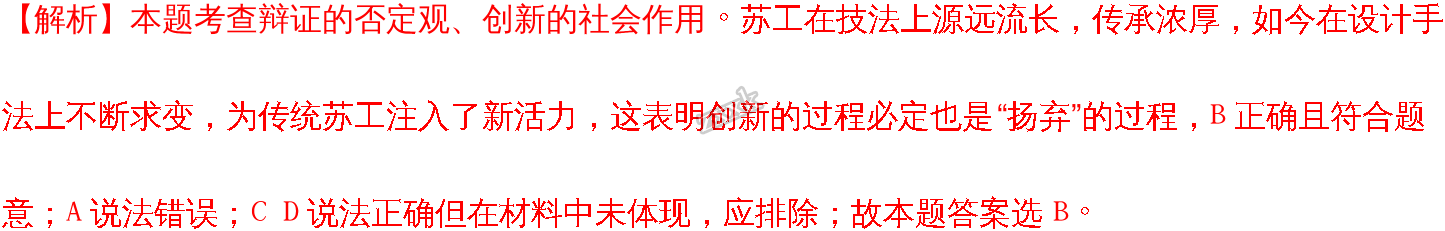 【解析】本题考查辩证的否定观、创新的社会作用。苏工在技法上源远流长，传承浓厚，如今在设计手
法上不断求变，为传统苏工注入了新活力，这表明创新的过程必定也是“扬弃”的过程，B 正确且符合题
意；A 说法错误；C D 说法正确但在材料中未体现，应排除；故本题答案选 B。